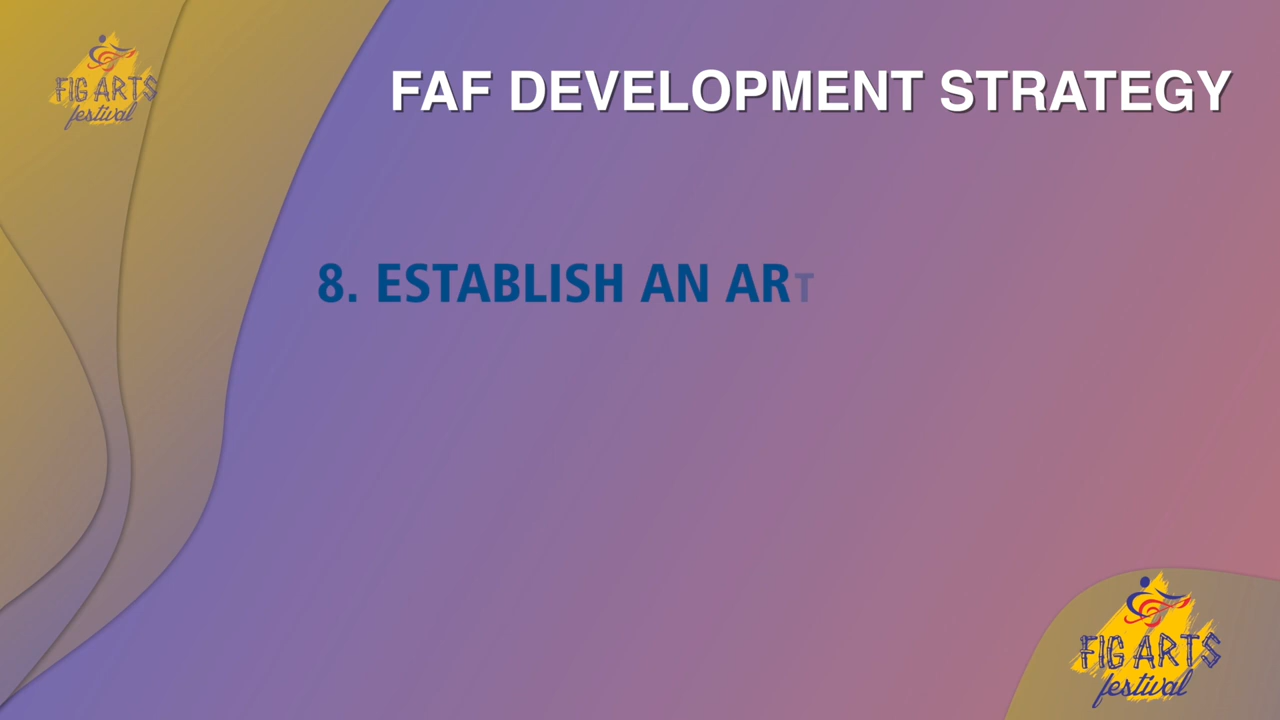 FIG ARTS
festival
FAF DEVELOPMENT STRATEGY
8. ESTABLISH AN ART
FIG ARTS
festival